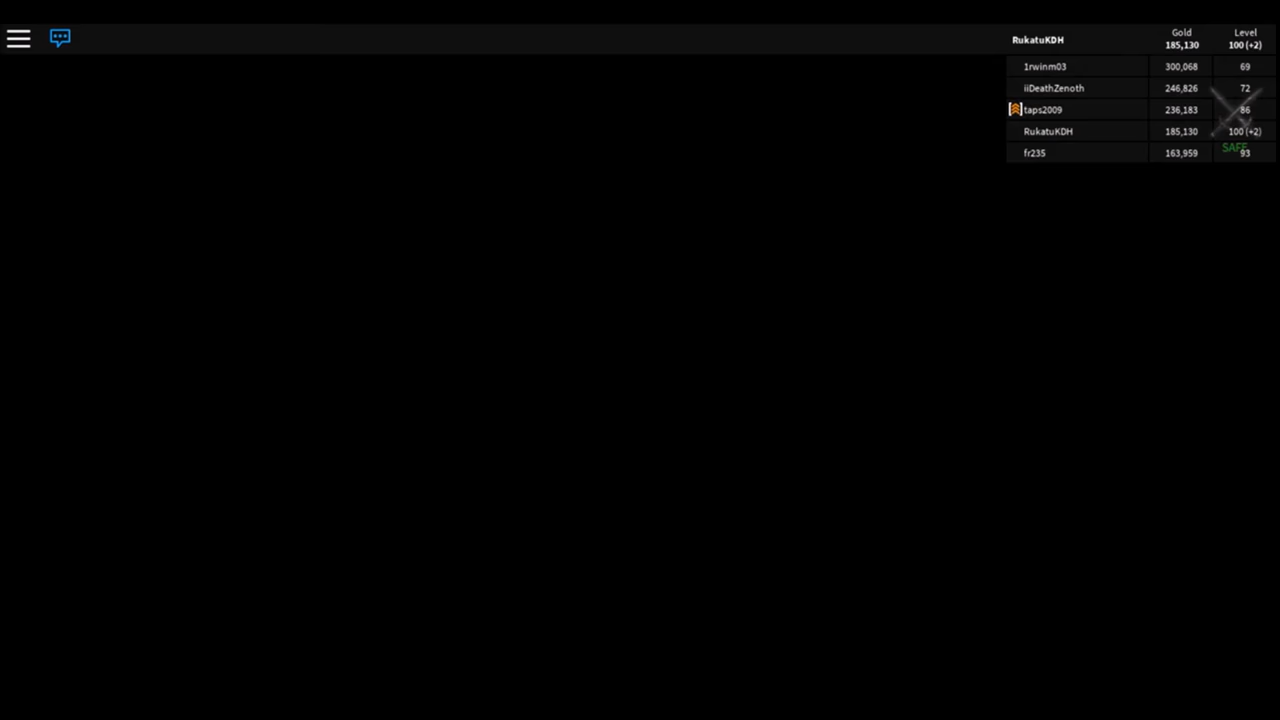 Gold Level
RukatuKDH 185,130 100 (+2)
1rwinm03 300,068 69
iiDeathZenoth 246,826 72
taps2009 236,183 86
RukatuKDH 185,130 100 (+2)
SAFE
fr235 163,959 93